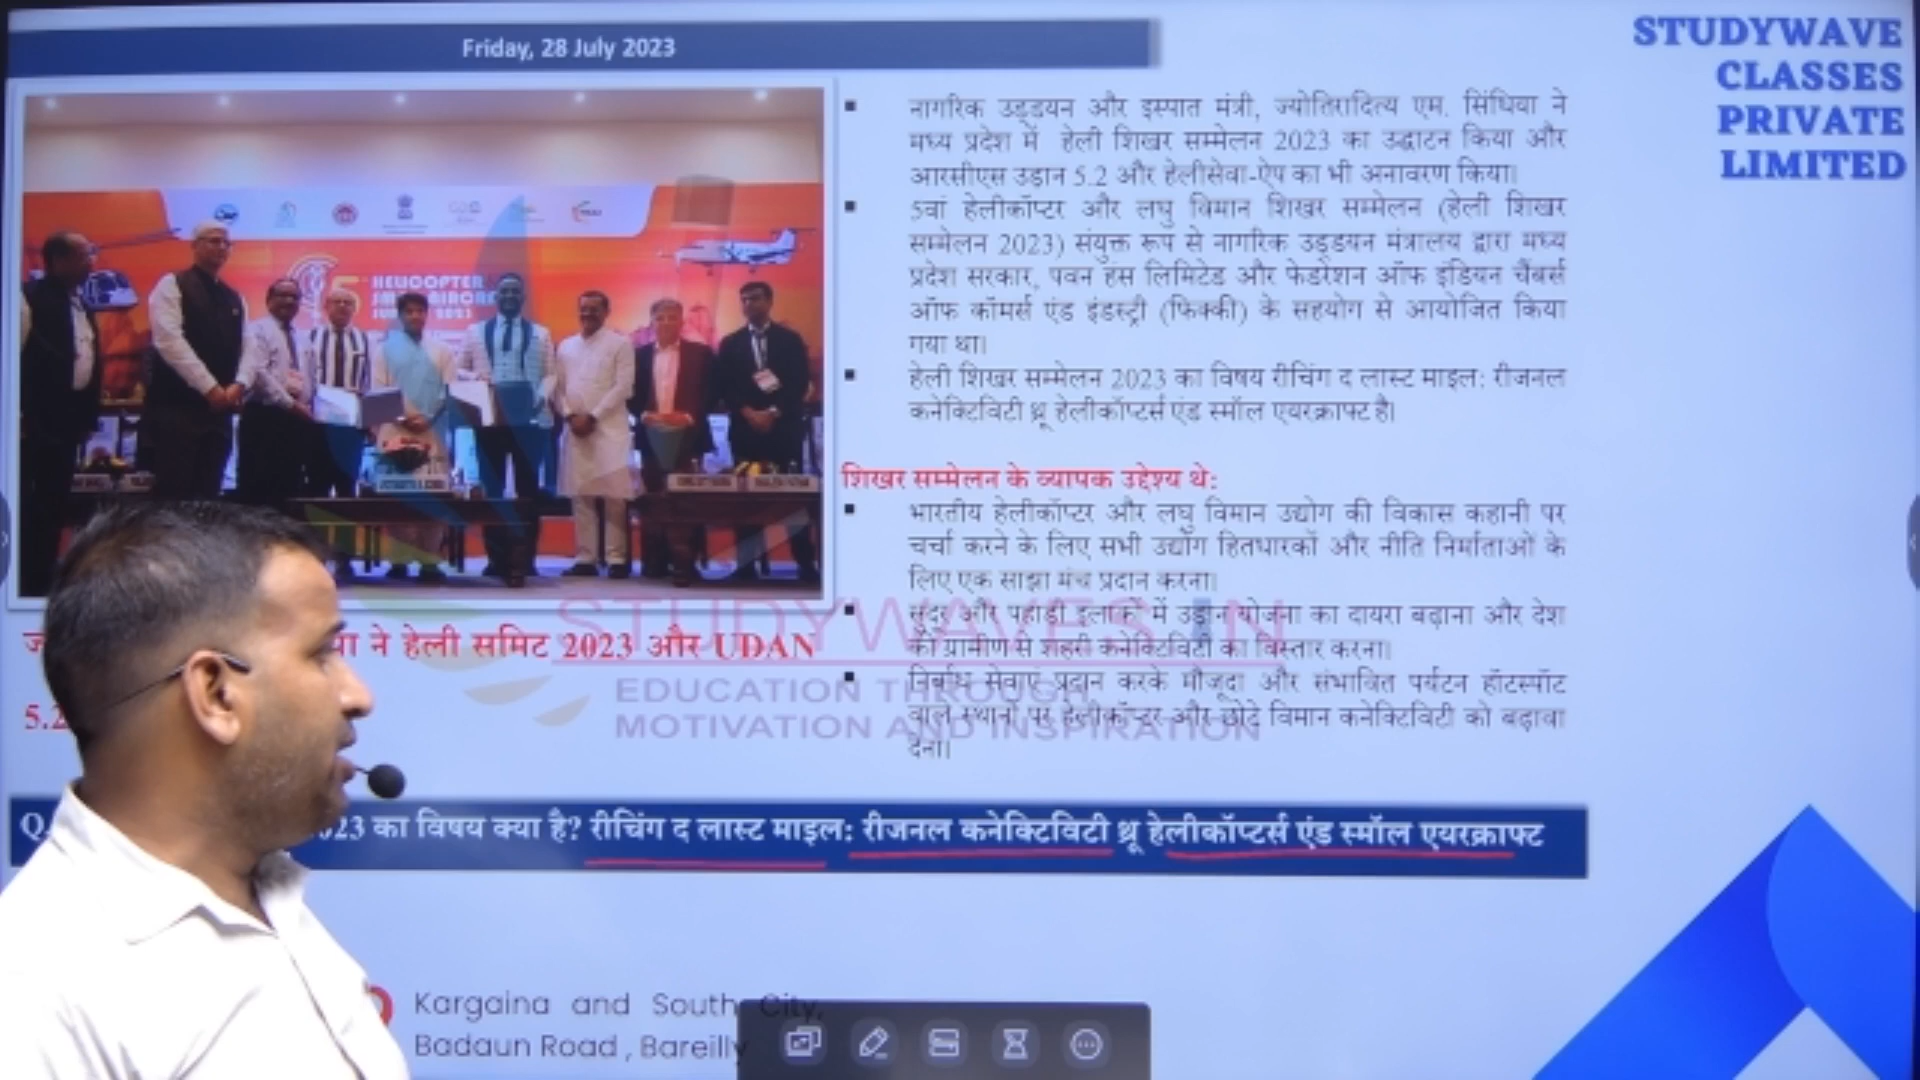 Friday, 28 July 2023
STUDYWAVE
CLASSES
PRIVATE
LIMITED
HELICOPTER
नागरिक उड्डयन और इस्पात मंत्री, ज्योतिरादित्य एम. सिंधिया ने
मध्य प्रदेश में हेली शिखर सम्मेलन 2023 का उद्घाटन किया और
आरसीएस उड़ान 5.2 और हेलीसेवा-ऐप का भी अनावरण किया।
5वां हेलीकॉप्टर और लघु विमान शिखर सम्मेलन (हेली शिखर
सम्मेलन 2023) संयुक्त रूप से नागरिक उड्डयन मंत्रालय द्वारा मध्य
प्रदेश सरकार, पवन हंस लिमिटेड और फेडरेशन ऑफ इंडियन चैंबर्स
ऑफ कॉमर्स एंड इंडस्ट्री (फिक्की) के सहयोग से आयोजित किया
गया था।
हेली शिखर सम्मेलन 2023 का विषय रीचिंग द लास्ट माइल: रीजनल
कनेक्टिविटी थ्रू हेलीकॉप्टर्स एंड स्मॉल एयरक्राफ्ट है।
शिखर सम्मेलन के व्यापक उद्देश्य थे:
भारतीय हेलीकॉप्टर और लघु विमान उद्योग की विकास कहानी पर
चर्चा करने के लिए सभी उद्योग हितधारकों और नीति निर्माताओं के
लिए एक साझा मंच प्रदान करना।
सुदूर और पहाड़ी इलाकों में उड़ान योजना का दायरा बढ़ाना और देश
की ग्रामीण से शहरी कनेक्टिविटी का विस्तार करना।
निर्बाध सेवाएं प्रदान करके मौजूदा और संभावित पर्यटन हॉटस्पॉट
वाले स्थानों पर हेलीकॉप्टर और छोटे विमान कनेक्टिविटी को बढ़ावा
देना।
ने हेली समिट 2023 और UDAN
5.2
STUDYWAVES.IN
EDUCATION THROUGH
MOTIVATION AND INSPIRATION
Q. 2023 का विषय क्या है? रीचिंग द लास्ट माइल: रीजनल कनेक्टिविटी थ्रू हेलीकॉप्टर्स एंड स्मॉल एयरक्राफ्ट
Kargaina and South City,
Badaun Road , Bareilly